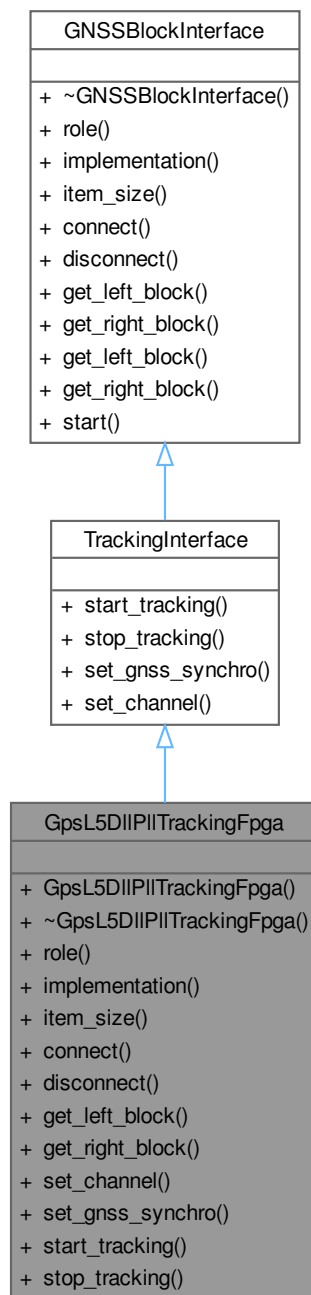 GNSSBlockInterface
+ ~GNSSBlockInterface()
+ role()
+ implementation()
+ item_size()
+ connect()
+ disconnect()
+ get_left_block()
+ get_right_block()
+ get_left_block()
+ get_right_block()
+ start()
TrackingInterface
+ start_tracking()
+ stop_tracking()
+ set_gnss_synchro()
+ set_channel()
GpsL5DllPllTrackingFpga
+ GpsL5DllPllTrackingFpga()
+ ~GpsL5DllPllTrackingFpga()
+ role()
+ implementation()
+ item_size()
+ connect()
+ disconnect()
+ get_left_block()
+ get_right_block()
+ set_channel()
+ set_gnss_synchro()
+ start_tracking()
+ stop_tracking()